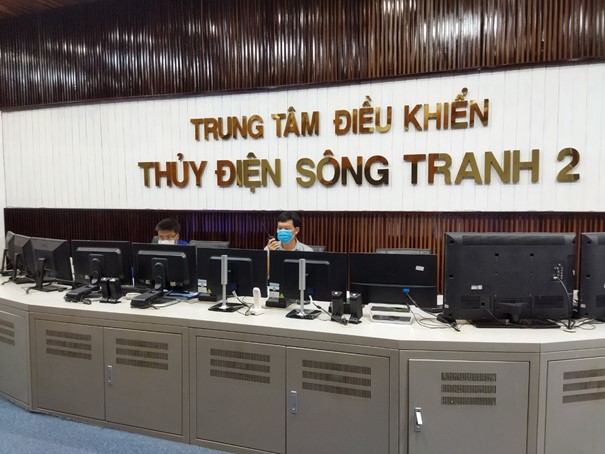 TRUNG TÂM ĐIỀU KHIỂN
THỦY ĐIỆN SÔNG TRANH 2